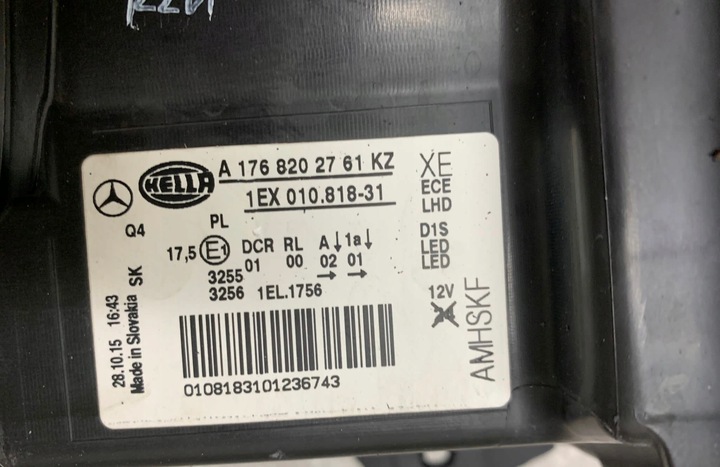 HELLA
A 176 820 27 61 KZ
1EX 010.818-31
XE
ECE
LHD
D1S
LED
LED
12V
Q4
PL
17,5 E1
DCR RL A↓ 1a↓
01 00 02 01
→ →
3255
3256 1EL.1756
28.10.15 16:43
Made in Slovakia SK
AMHSKF
0108183101236743